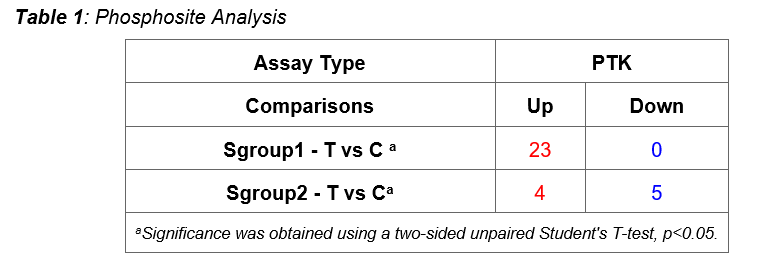 Table 1: Phosphosite Analysis
Assay Type PTK
Comparisons Up Down
Sgroup1 - T vs C a 23 0
Sgroup2 - T vs Ca 4 5
aSignificance was obtained using a two-sided unpaired Student's T-test, p<0.05.